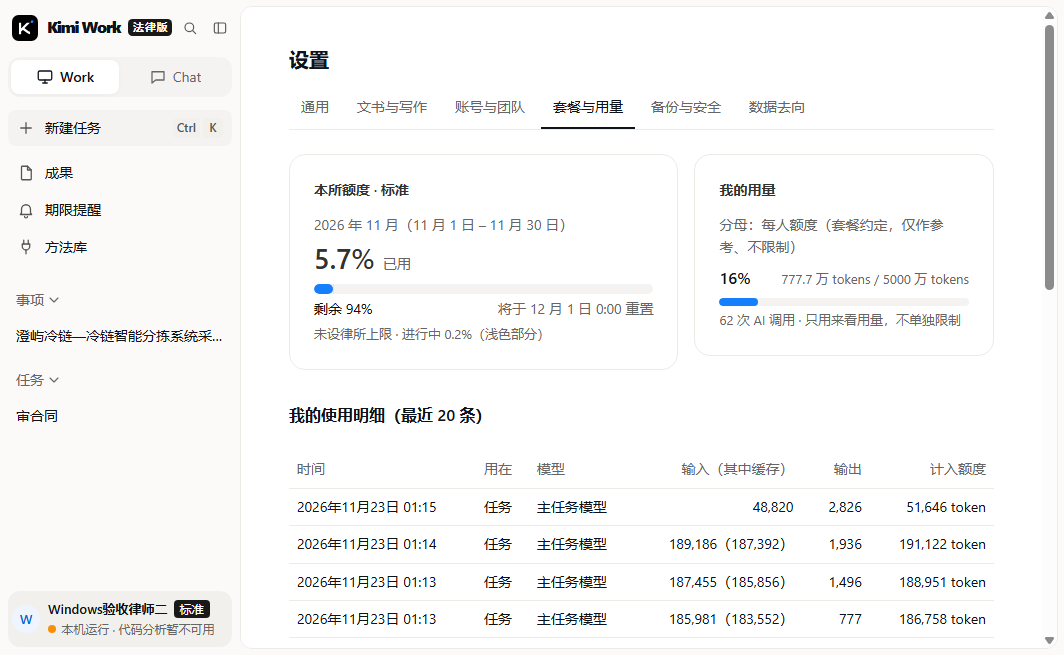 Kimi Work 法律版
Work
Chat
新建任务 Ctrl K
成果
期限提醒
方法库
事项
澄屿冷链—冷链智能分拣系统采...
任务
审合同
W
Windows验收律师二 标准
本机运行 · 代码分析暂不可用
设置
通用 文书与写作 账号与团队 套餐与用量 备份与安全 数据去向
本所额度 · 标准
2026 年 11 月（11 月 1 日 – 11 月 30 日）
5.7% 已用
剩余 94% 将于 12 月 1 日 0:00 重置
未设律所上限 · 进行中 0.2%（浅色部分）
我的用量
分母：每人额度（套餐约定，仅作参
考、不限制）
16% 777.7 万 tokens / 5000 万 tokens
62 次 AI 调用 · 只用来看用量，不单独限制
我的使用明细（最近 20 条）
时间 用在 模型 输入（其中缓存） 输出 计入额度
2026年11月23日 01:15 任务 主任务模型 48,820 2,826 51,646 token
2026年11月23日 01:14 任务 主任务模型 189,186（187,392） 1,936 191,122 token
2026年11月23日 01:13 任务 主任务模型 187,455（185,856） 1,496 188,951 token
2026年11月23日 01:13 任务 主任务模型 185,981（183,552） 777 186,758 token